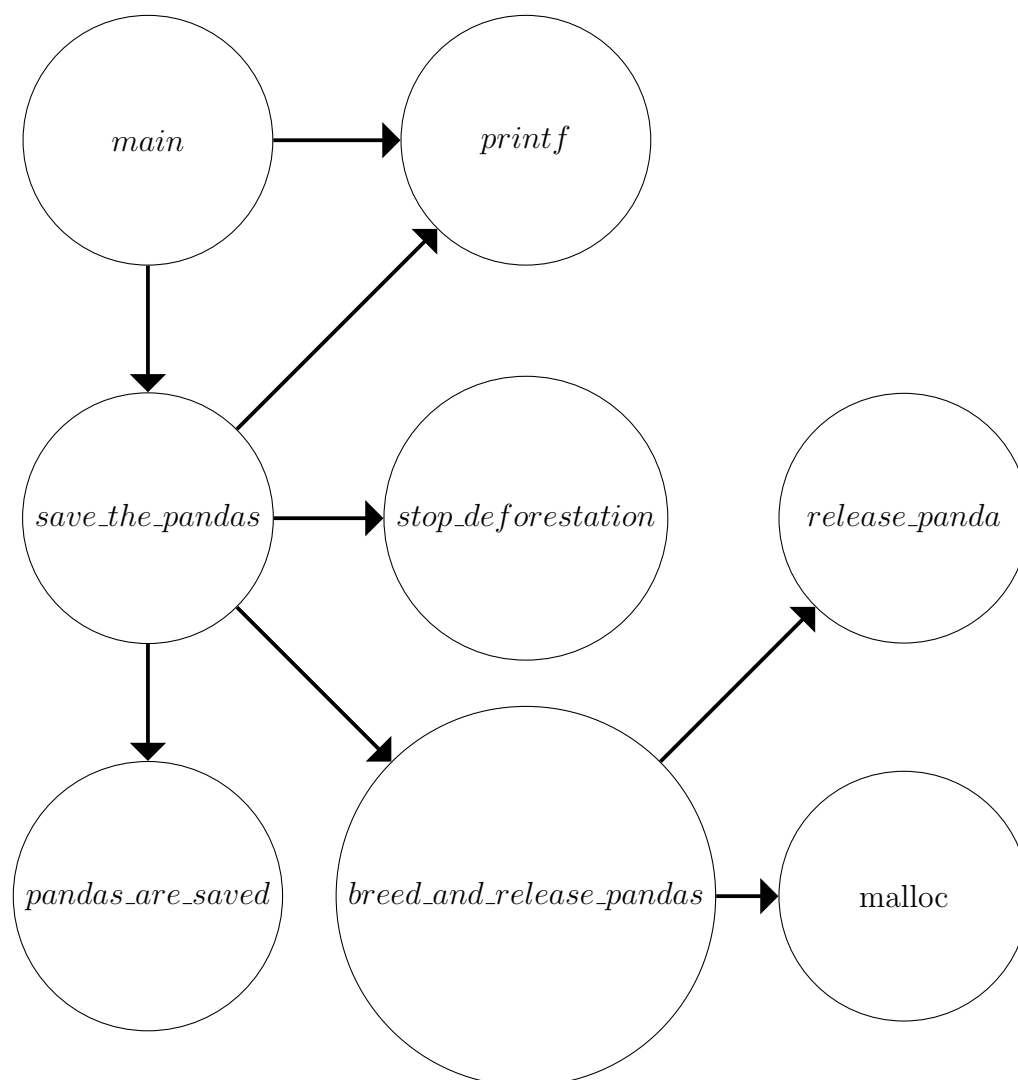 main
printf
save_the_pandas
stop_deforestation
release_panda
pandas_are_saved
breed_and_release_pandas
malloc